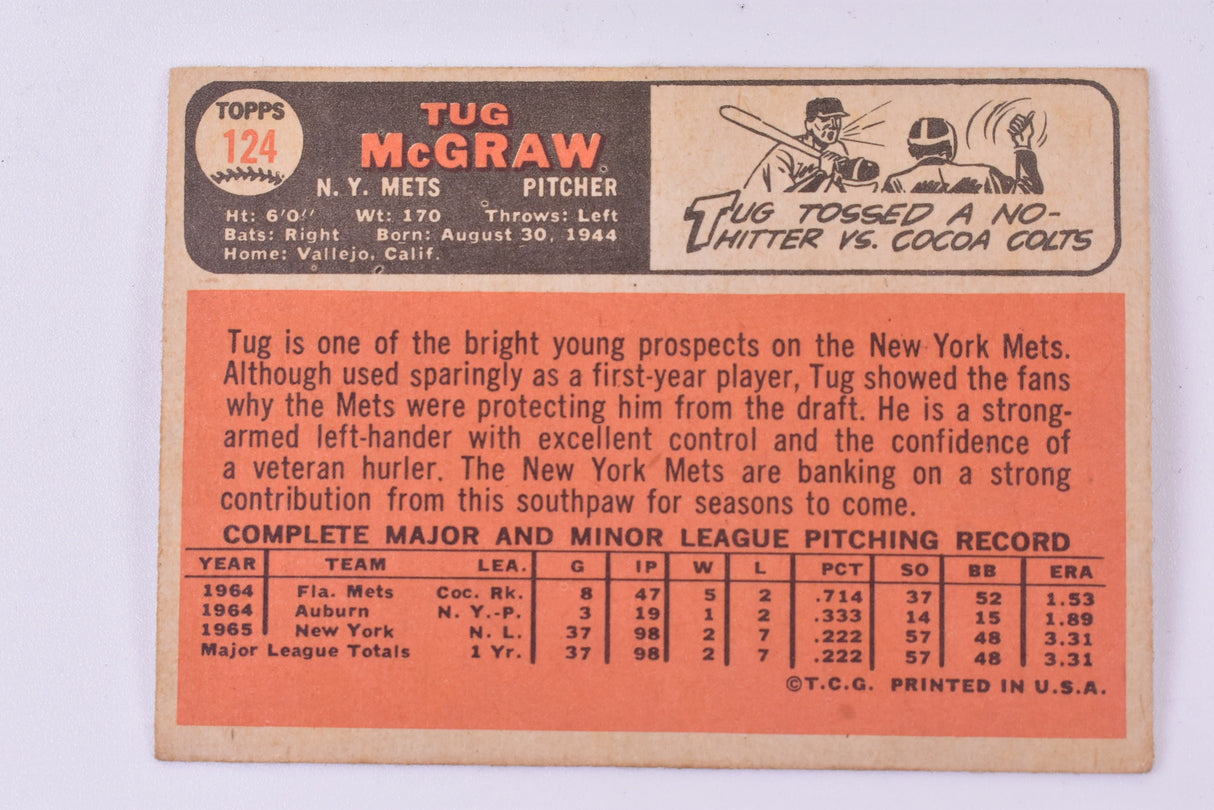 TOPPS
124
TUG
McGRAW
N. Y. METS PITCHER
Ht: 6'0" Wt: 170 Throws: Left
Bats: Right Born: August 30, 1944
Home: Vallejo, Calif.
TUG TOSSED A NO-
HITTER VS. COCOA COLTS
Tug is one of the bright young prospects on the New York Mets.
Although used sparingly as a first-year player, Tug showed the fans
why the Mets were protecting him from the draft. He is a strong-
armed left-hander with excellent control and the confidence of
a veteran hurler. The New York Mets are banking on a strong
contribution from this southpaw for seasons to come.
COMPLETE MAJOR AND MINOR LEAGUE PITCHING RECORD
YEAR TEAM LEA. G IP W L PCT SO BB ERA
1964 Fla. Mets Coc. Rk. 8 47 5 2 .714 37 52 1.53
1964 Auburn N. Y.-P. 3 19 1 2 .333 14 15 1.89
1965 New York N. L. 37 98 2 7 .222 57 48 3.31
Major League Totals 1 Yr. 37 98 2 7 .222 57 48 3.31
©T.C.G. PRINTED IN U.S.A.